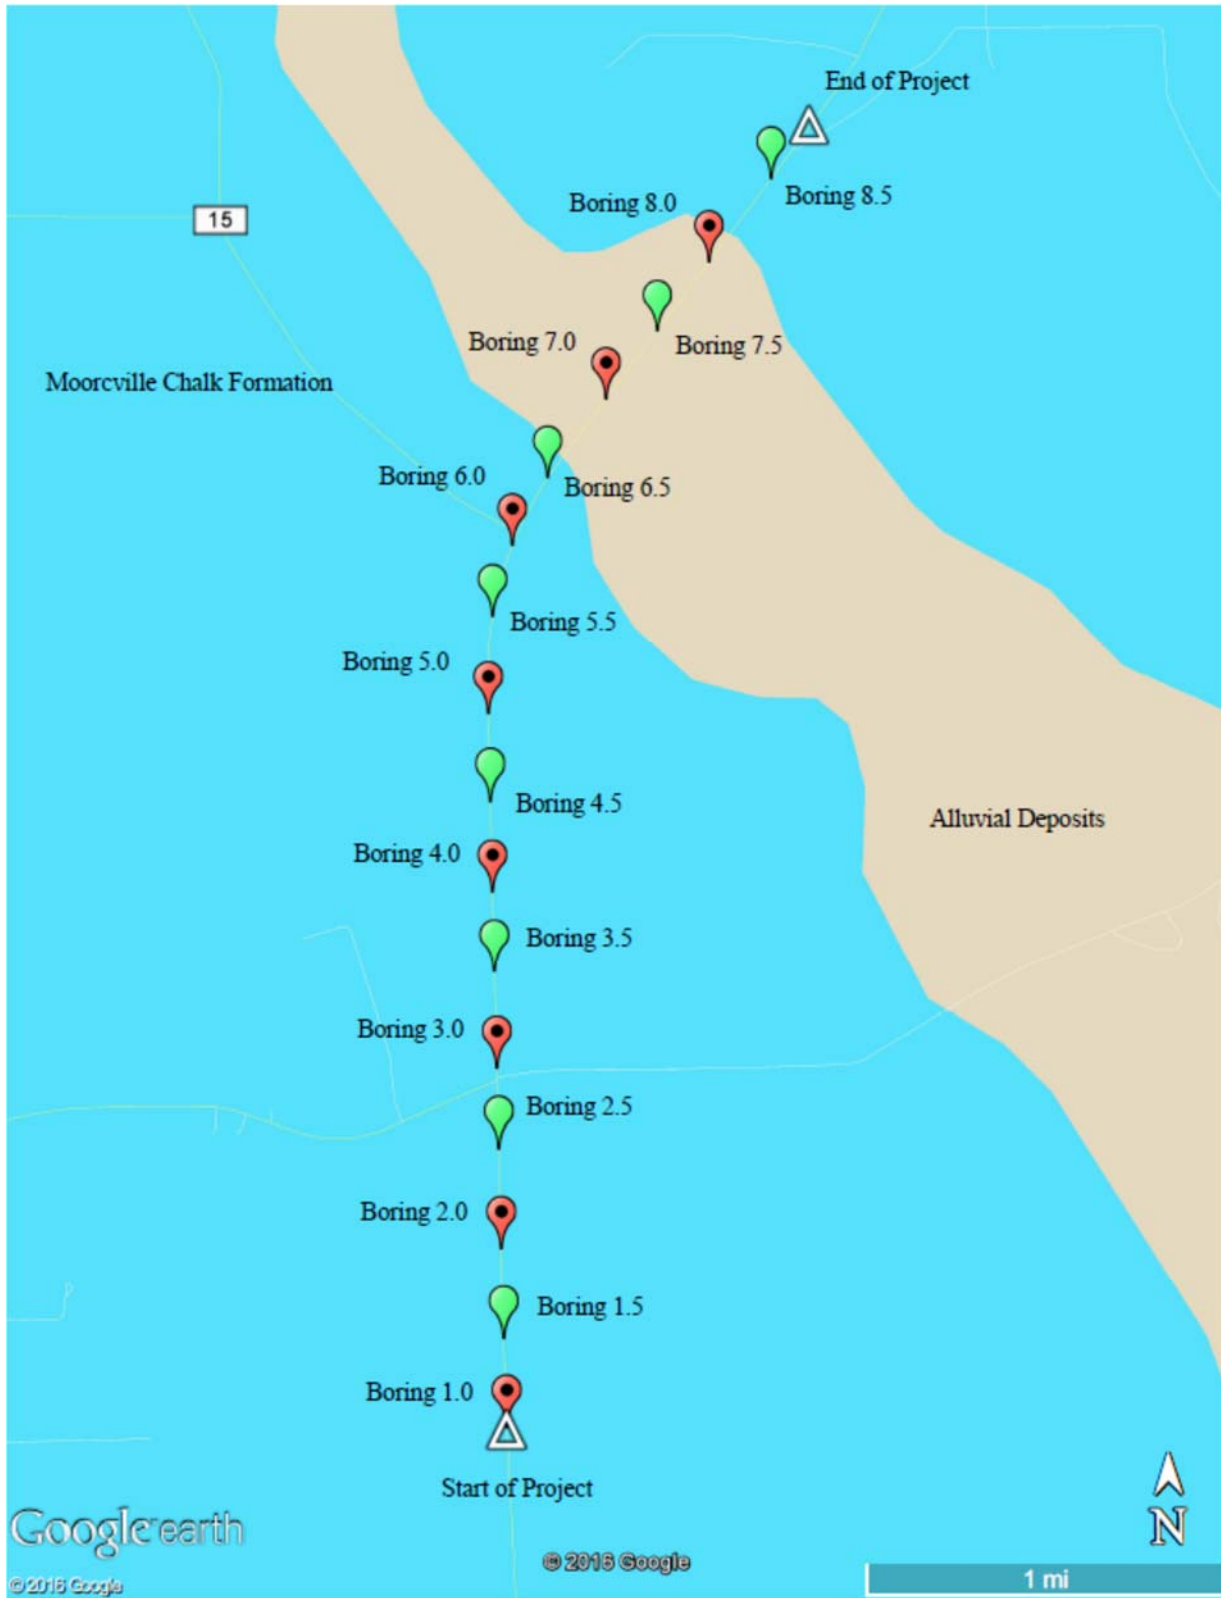 End of Project
Boring 8.5
Boring 8.0
15
Boring 7.0
Boring 7.5
Moorcville Chalk Formation
Boring 6.0
Boring 6.5
Boring 5.5
Boring 5.0
Boring 4.5
Alluvial Deposits
Boring 4.0
Boring 3.5
Boring 3.0
Boring 2.5
Boring 2.0
Boring 1.5
Boring 1.0
Start of Project
N
Google earth
© 2016 Google
© 2016 Google
1 mi